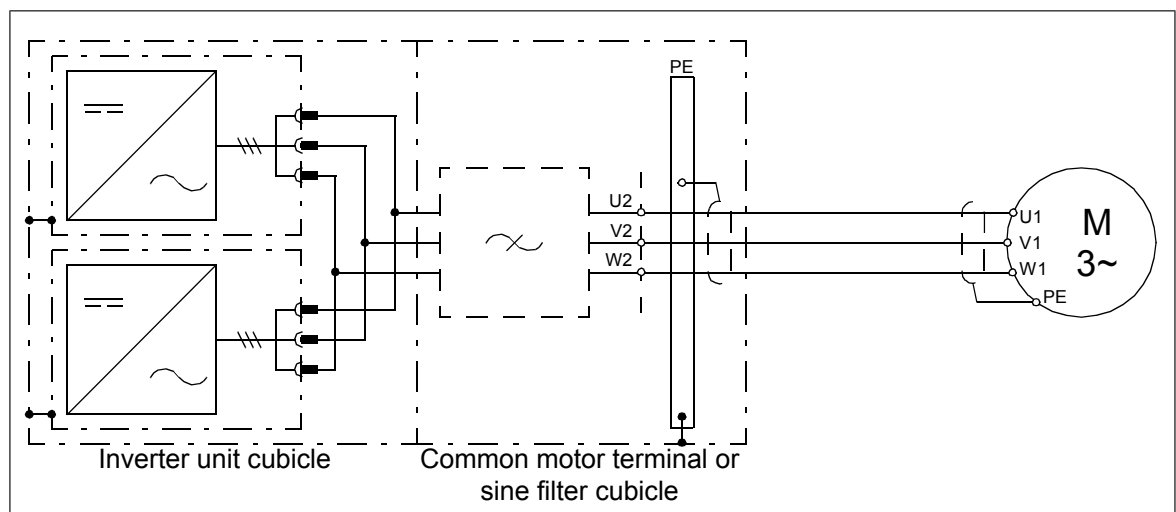 PE
U2
V2
W2
U1
V1
W1
PE
M
3~
Inverter unit cubicle
Common motor terminal or
sine filter cubicle